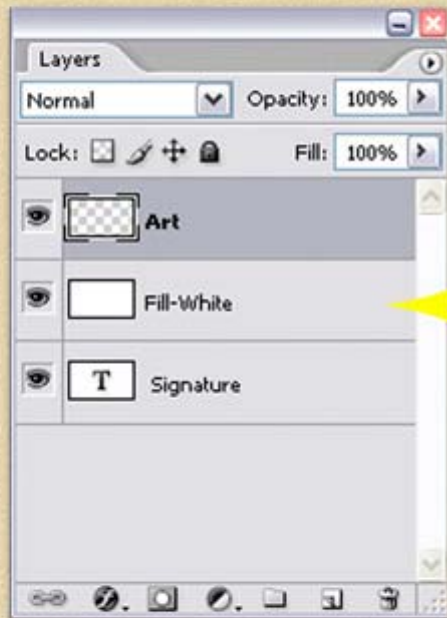 Layers
Normal Opacity: 100%
Lock: Fill: 100%
Art
Fill-White
T Signature